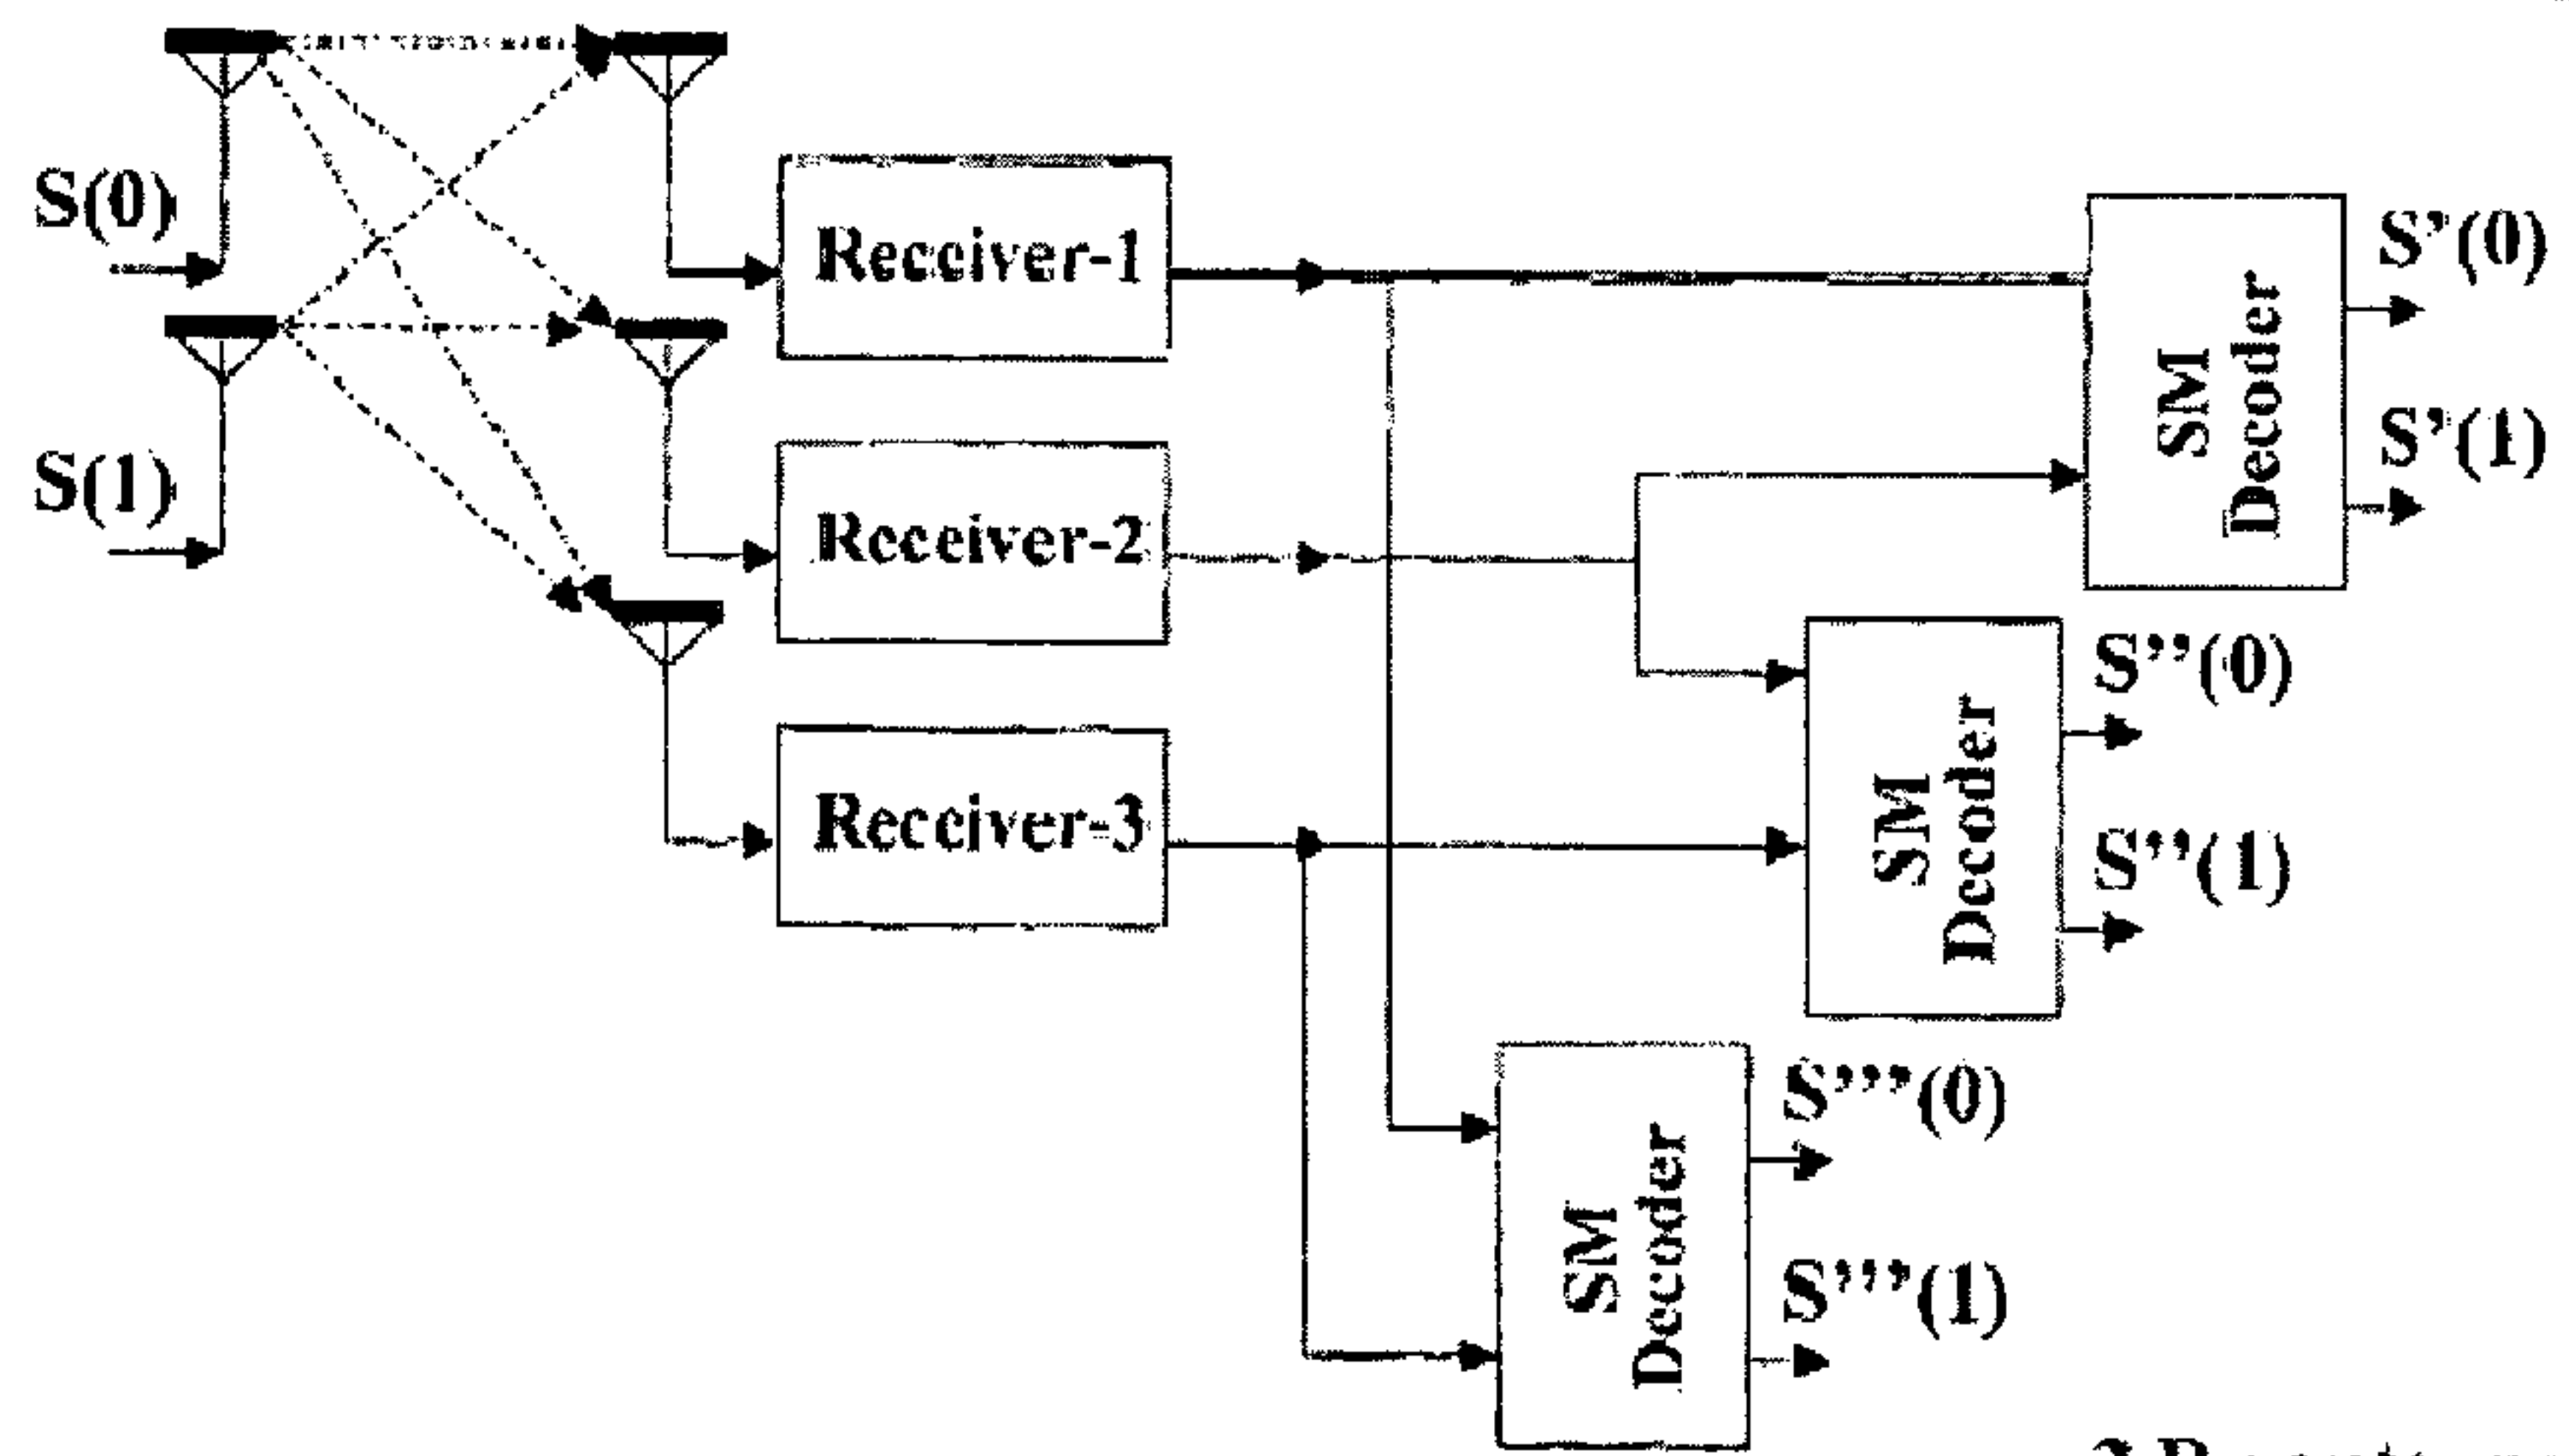 S(0)
S(1)
Receiver-1
Receiver-2
Receiver-3
SM
Decoder
S’(0)
S’(1)
SM
Decoder
S’’(0)
S’’(1)
SM
Decoder
S’’’(0)
S’’’(1)